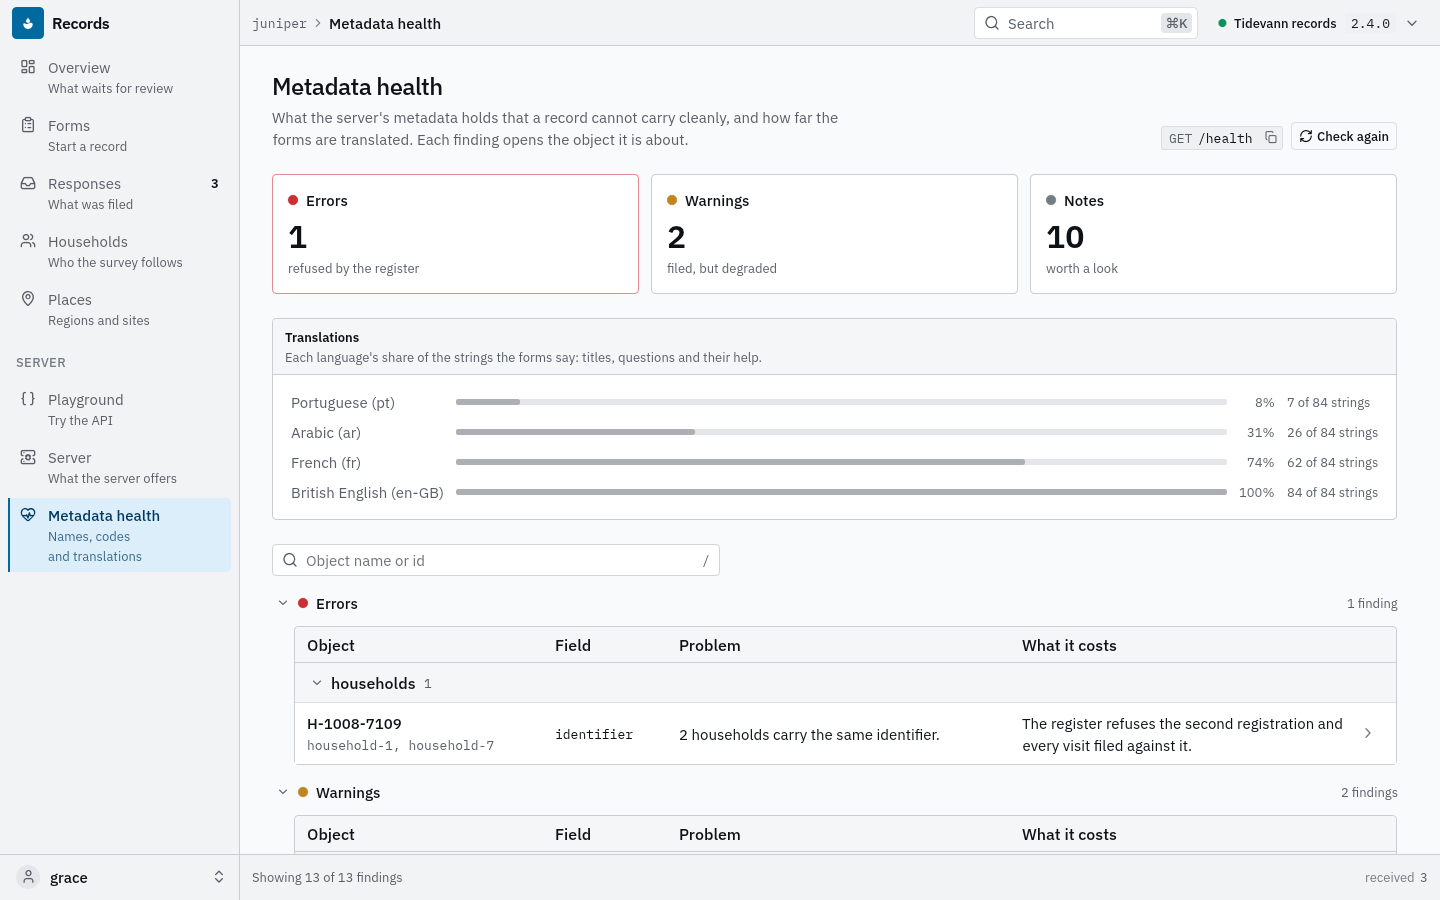 Records
juniper
Metadata health
Search
⌘K
Tidevann records
2.4.0
Overview
What waits for review
Forms
Start a record
Responses
3
What was filed
Households
Who the survey follows
Places
Regions and sites
SERVER
Playground
Try the API
Server
What the server offers
Metadata health
Names, codes
and translations
grace
Metadata health
What the server's metadata holds that a record cannot carry cleanly, and how far the
forms are translated. Each finding opens the object it is about.
GET /health
Check again
Errors
1
refused by the register
Warnings
2
filed, but degraded
Notes
10
worth a look
Translations
Each language's share of the strings the forms say: titles, questions and their help.
Portuguese (pt)
8%
7 of 84 strings
Arabic (ar)
31%
26 of 84 strings
French (fr)
74%
62 of 84 strings
British English (en-GB)
100%
84 of 84 strings
Object name or id
/
Errors
1 finding
Object
Field
Problem
What it costs
households 1
H-1008-7109
household-1, household-7
identifier
2 households carry the same identifier.
The register refuses the second registration and
every visit filed against it.
Warnings
2 findings
Object
Field
Problem
What it costs
Showing 13 of 13 findings
received 3